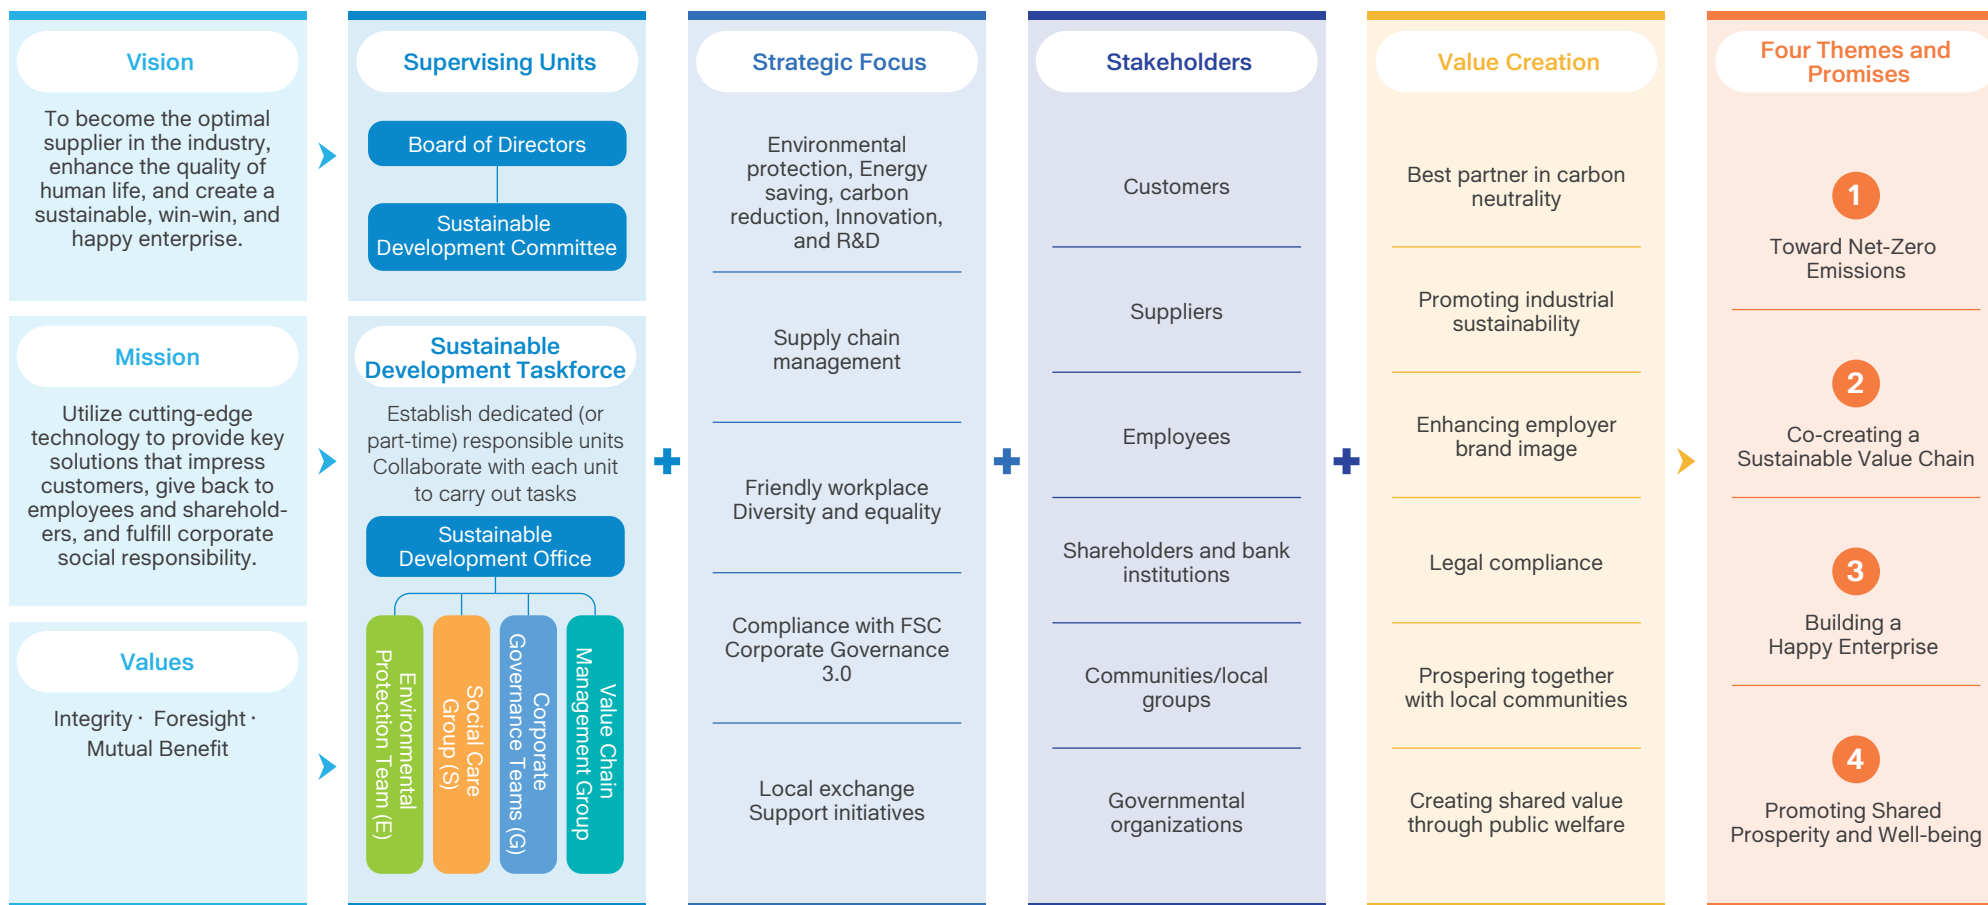 Vision
To become the optimal
supplier in the industry,
enhance the quality of
human life, and create a
sustainable, win-win, and
happy enterprise.
Mission
Utilize cutting-edge
technology to provide key
solutions that impress
customers, give back to
employees and sharehold-
ers, and fulfill corporate
social responsibility.
Values
Integrity · Foresight ·
Mutual Benefit
Supervising Units
Board of Directors
Sustainable
Development Committee
Sustainable
Development Taskforce
Establish dedicated (or
part-time) responsible units
Collaborate with each unit
to carry out tasks
Sustainable
Development Office
Environmental
Protection Team (E)
Social Care
Group (S)
Corporate
Governance Teams (G)
Value Chain
Management Group
Strategic Focus
Environmental
protection, Energy
saving, carbon
reduction, Innovation,
and R&D
Supply chain
management
Friendly workplace
Diversity and equality
Compliance with FSC
Corporate Governance
3.0
Local exchange
Support initiatives
Stakeholders
Customers
Suppliers
Employees
Shareholders and bank
institutions
Communities/local
groups
Governmental
organizations
Value Creation
Best partner in carbon
neutrality
Promoting industrial
sustainability
Enhancing employer
brand image
Legal compliance
Prospering together
with local communities
Creating shared value
through public welfare
Four Themes and
Promises
1
Toward Net-Zero
Emissions
2
Co-creating a
Sustainable Value Chain
3
Building a
Happy Enterprise
4
Promoting Shared
Prosperity and Well-being